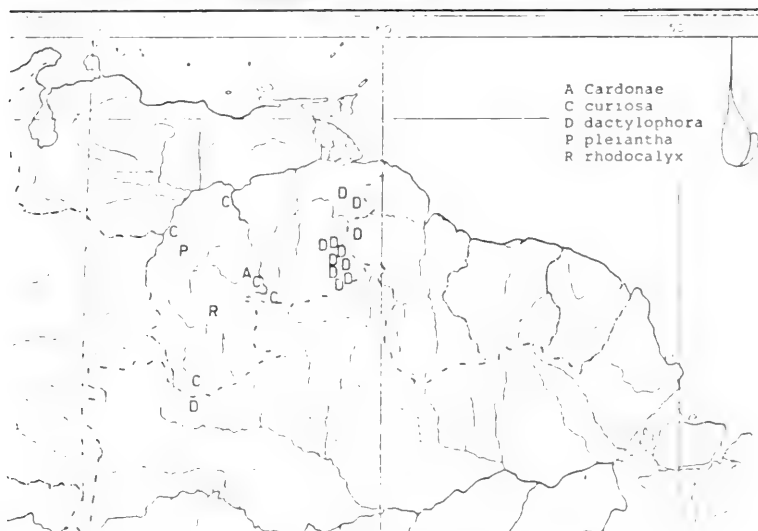 A Cardonae
C curiosa
D dactylophora
P pleiantha
R rhodocalyx
D
C D
C D
P D D D
D D
A D
C D
D D
C
R
C
D